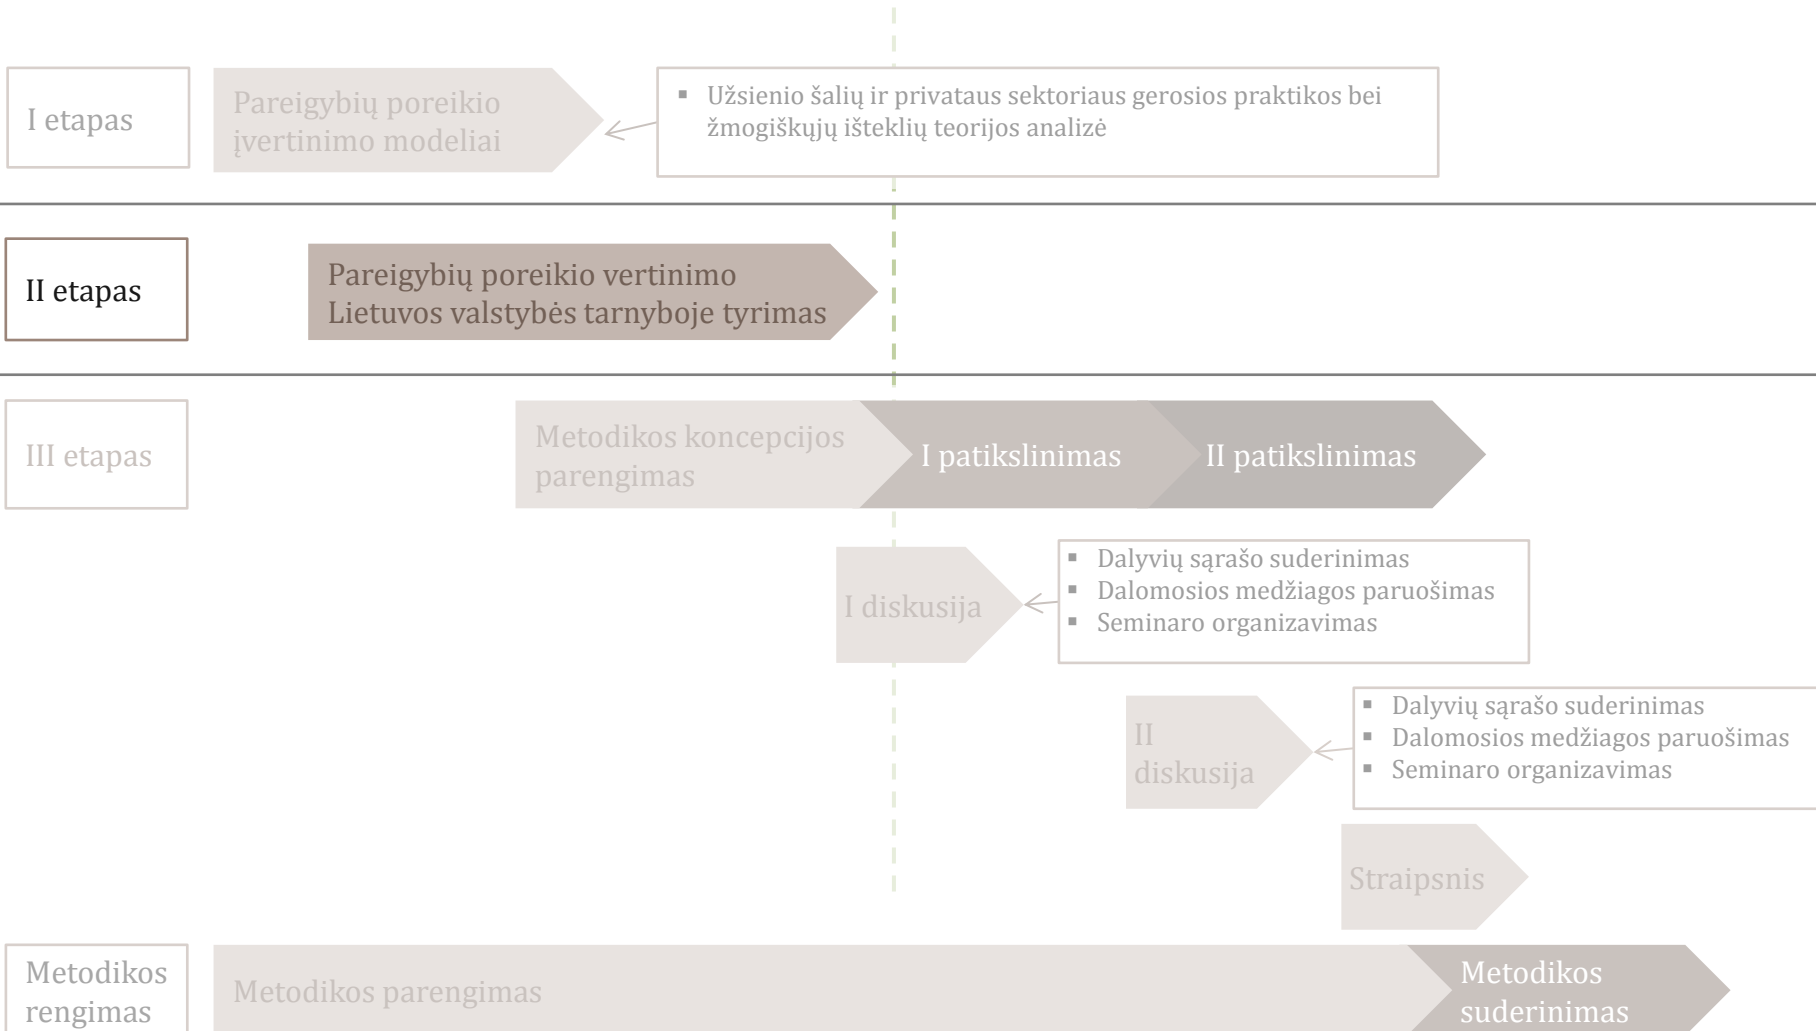 I etapas
Pareigybių poreikio
įvertinimo modeliai
▪ Užsienio šalių ir privataus sektoriaus gerosios praktikos bei
žmogiškųjų išteklių teorijos analizė
II etapas
Pareigybių poreikio vertinimo
Lietuvos valstybės tarnyboje tyrimas
III etapas
Metodikos koncepcijos
parengimas
I patikslinimas
II patikslinimas
I diskusija
▪ Dalyvių sąrašo suderinimas
▪ Dalomosios medžiagos paruošimas
▪ Seminaro organizavimas
II
diskusija
▪ Dalyvių sąrašo suderinimas
▪ Dalomosios medžiagos paruošimas
▪ Seminaro organizavimas
Straipsnis
Metodikos
rengimas
Metodikos parengimas
Metodikos
suderinimas